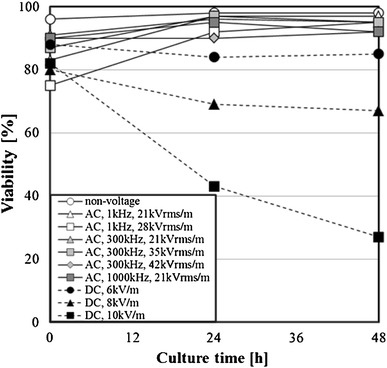 100
80
60
40
20
0
Viability [%]
non-voltage
AC, 1kHz, 21kVrms/m
AC, 1kHz, 28kVrms/m
AC, 300kHz, 21kVrms/m
AC, 300kHz, 35kVrms/m
AC, 300kHz, 42kVrms/m
AC, 1000kHz, 21kVrms/m
DC, 6kV/m
DC, 8kV/m
DC, 10kV/m
0 12 24 36 48
Culture time [h]